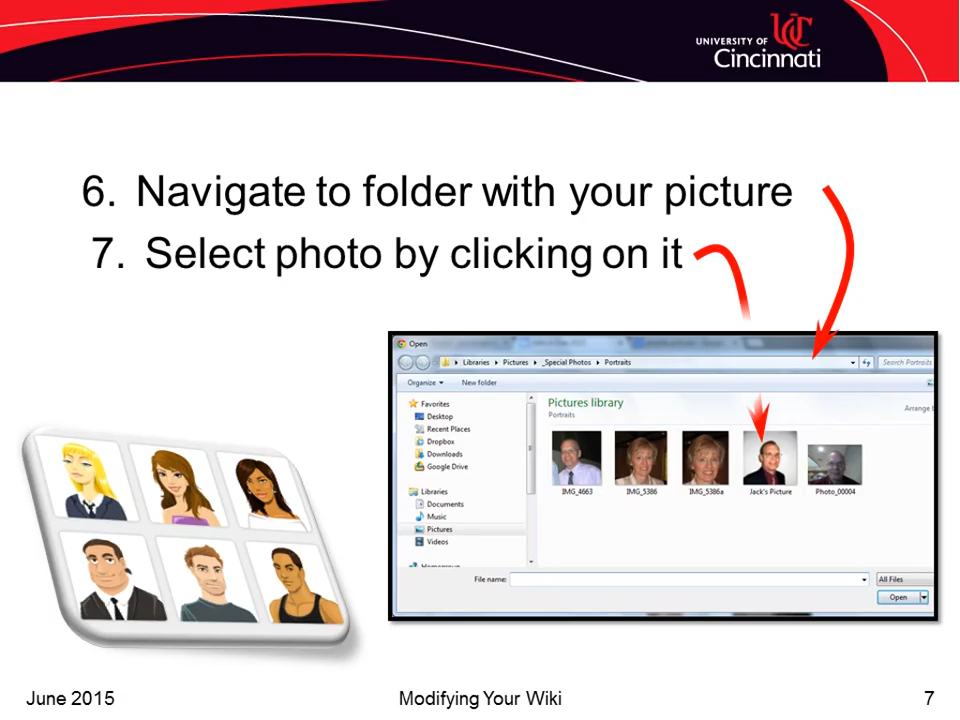 UNIVERSITY OF
UC
Cincinnati
6. Navigate to folder with your picture
7. Select photo by clicking on it
Open
Libraries Pictures _Special Photos Portraits
Search Portraits
Organize New folder
Favorites
Desktop
Recent Places
Dropbox
Downloads
Google Drive
Libraries
Documents
Music
Pictures
Videos
Pictures library
Portraits
Arrange b
IMG_4663 IMG_5386 IMG_5386a Jack's Picture Photo_00004
File name:
All Files
Open
June 2015 Modifying Your Wiki 7